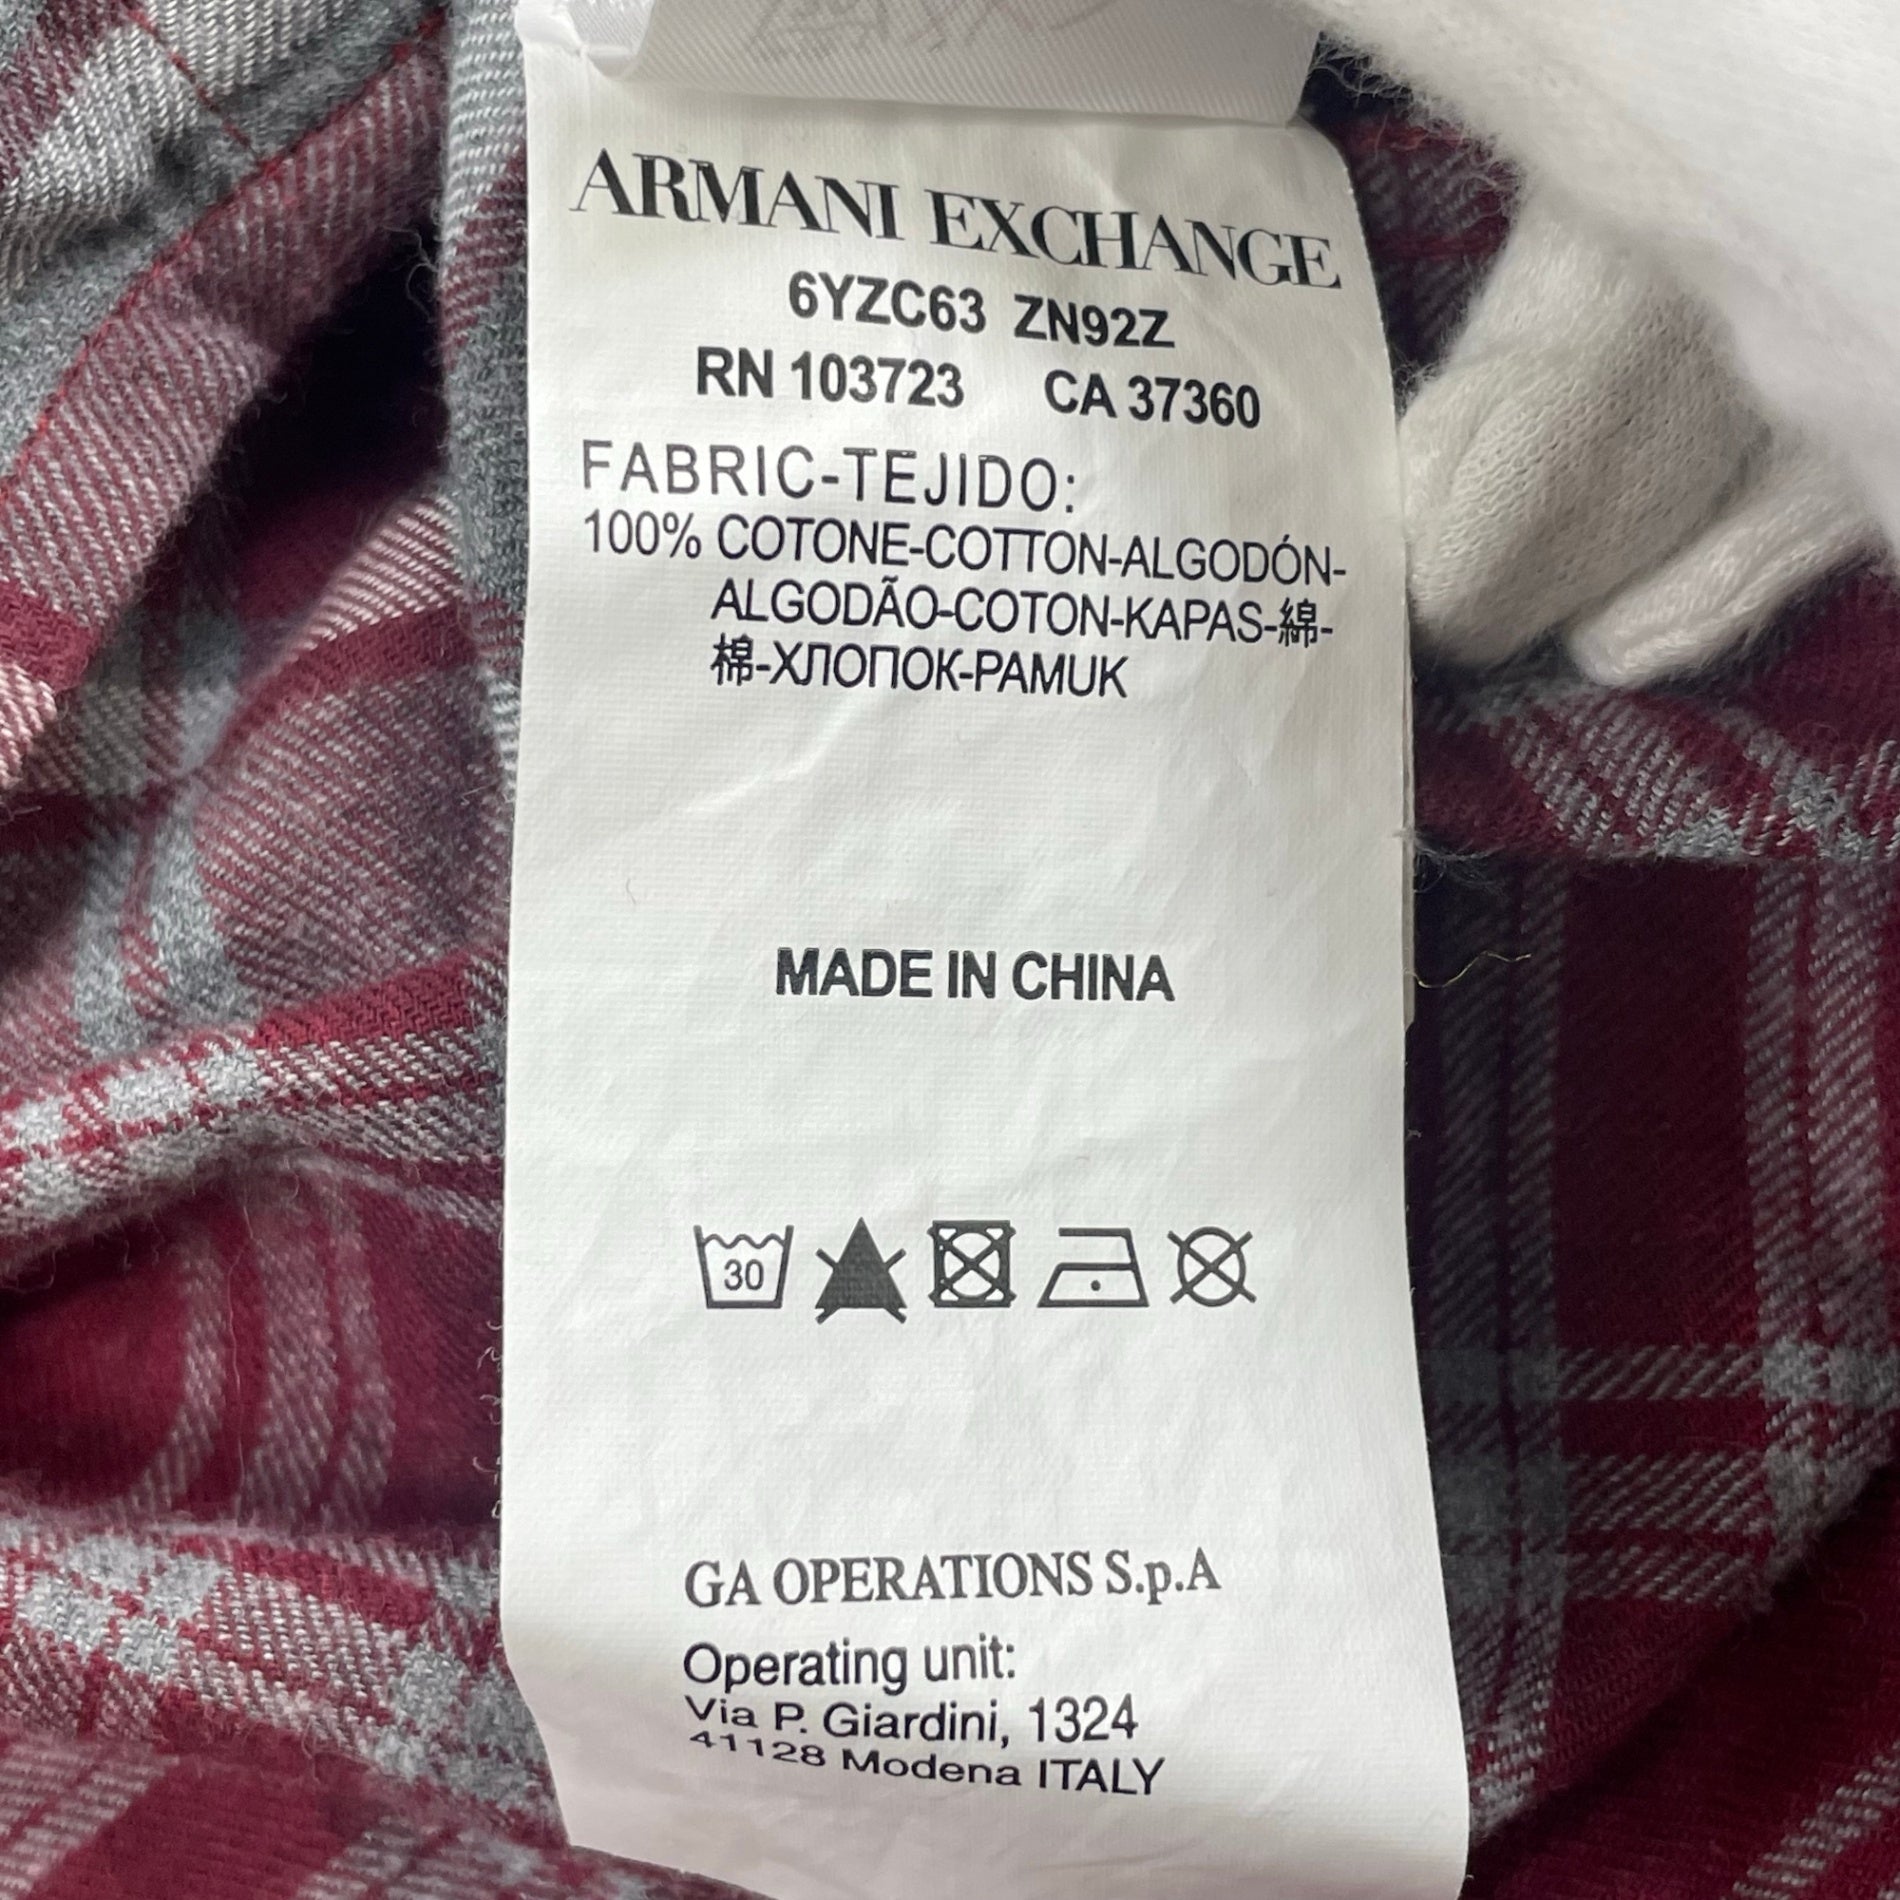 ARMANI EXCHANGE
6YZC63 ZN92Z
RN 103723 CA 37360
FABRIC-TEJIDO:
100% COTONE-COTTON-ALGODÓN-
ALGODÃO-COTON-KAPAS-綿-
棉-ХЛОПОК-PAMUK
MADE IN CHINA
30
GA OPERATIONS S.p.A
Operating unit:
Via P. Giardini, 1324
41128 Modena ITALY